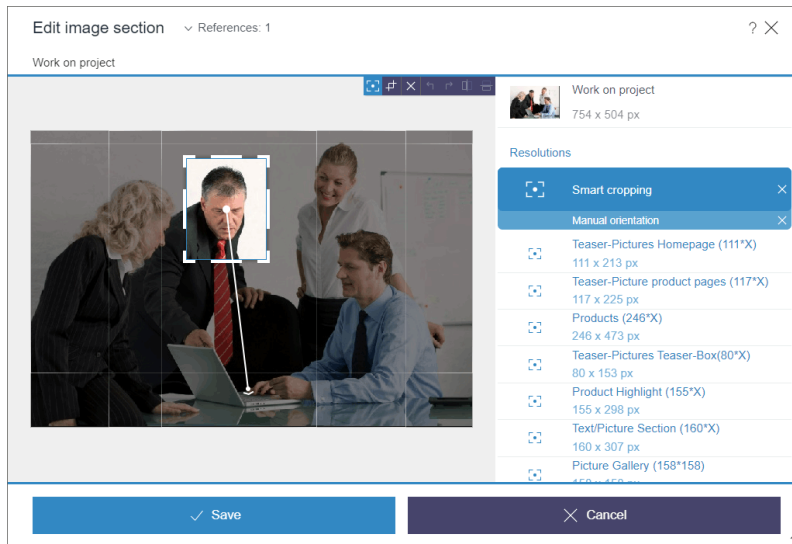 Edit image section
References: 1
?
Work on project
Work on project
754 x 504 px
Resolutions
Smart cropping
Manual orientation
Teaser-Pictures Homepage (111*X)
111 x 213 px
Teaser-Picture product pages (117*X)
117 x 225 px
Products (246*X)
246 x 473 px
Teaser-Pictures Teaser-Box(80*X)
80 x 153 px
Product Highlight (155*X)
155 x 298 px
Text/Picture Section (160*X)
160 x 307 px
Picture Gallery (158*158)
Save
Cancel